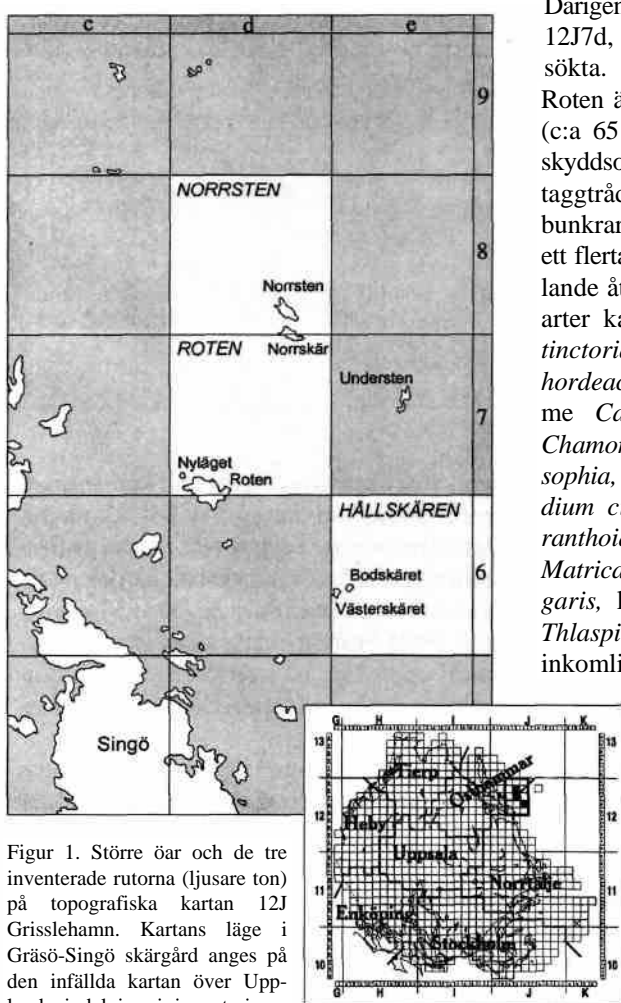 c d e
9
NORRSTEN
8
Norrsten
Norrskär
ROTEN
Understen
7
Nyläget
Roten
HÅLLSKÄREN
6
Bodskäret
Västerskäret
Singö
Figur 1. Större öar och de tre
inventerade rutorna (ljusare ton)
på topografiska kartan 12J
Grisslehamn. Kartans läge i
Gräsö-Singö skärgård anges på
den infällda kartan över Upp-
G H I J K
13
12
11
10
13
12
11
10
Tierp
Östhammar
Heby
Uppsala
Norrtälje
Enköping
Stockholm
12J7d,
sökta.
Roten ä
(c:a 65
skyddso
taggtråd
bunkrar
ett flerta
lande åt
arter ka
tinctoria
hordeac
me Ca
Chamor
sophia,
dium c
ranthoid
Matrica
garis,
Thlaspi
inkomli